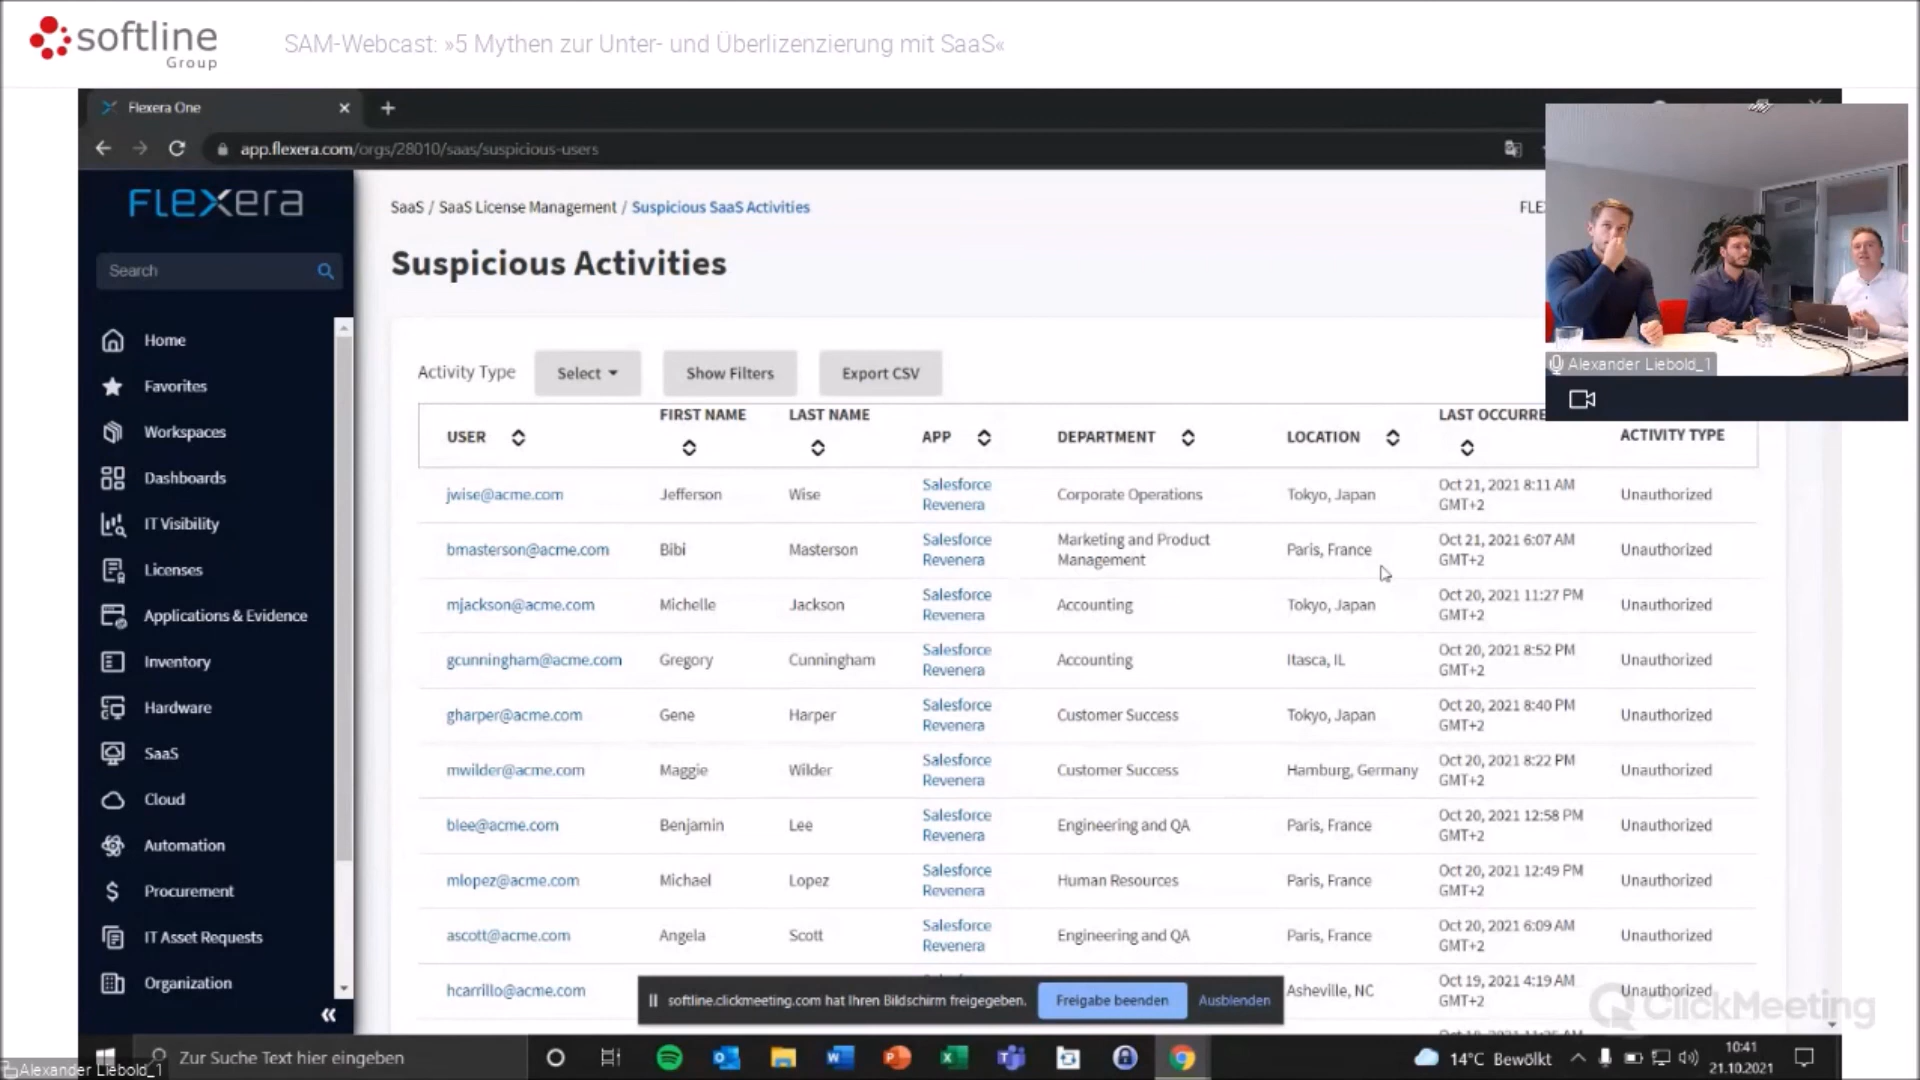 softline
Group
SAM-Webcast: »5 Mythen zur Unter- und Überlizenzierung mit SaaS«
Flexera One
app.flexera.com/orgs/28010/saas/suspicious-users
FLEXera
SaaS / SaaS License Management / Suspicious SaaS Activities
FLE
Suspicious Activities
Search
Home
Favorites
Workspaces
Dashboards
IT Visibility
Licenses
Applications & Evidence
Inventory
Hardware
SaaS
Cloud
Automation
Procurement
IT Asset Requests
Organization
Alexander Liebold_1
Activity Type Select Show Filters Export CSV
USER FIRST NAME LAST NAME APP DEPARTMENT LOCATION LAST OCCURRE ACTIVITY TYPE
jwise@acme.com Jefferson Wise Salesforce Revenera Corporate Operations Tokyo, Japan Oct 21, 2021 8:11 AM GMT+2 Unauthorized
bmasterson@acme.com Bibi Masterson Salesforce Revenera Marketing and Product Management Paris, France Oct 21, 2021 6:07 AM GMT+2 Unauthorized
mjackson@acme.com Michelle Jackson Salesforce Revenera Accounting Tokyo, Japan Oct 20, 2021 11:27 PM GMT+2 Unauthorized
gcunningham@acme.com Gregory Cunningham Salesforce Revenera Accounting Itasca, IL Oct 20, 2021 8:52 PM GMT+2 Unauthorized
gharper@acme.com Gene Harper Salesforce Revenera Customer Success Tokyo, Japan Oct 20, 2021 8:40 PM GMT+2 Unauthorized
mwilder@acme.com Maggie Wilder Salesforce Revenera Customer Success Hamburg, Germany Oct 20, 2021 8:22 PM GMT+2 Unauthorized
blee@acme.com Benjamin Lee Salesforce Revenera Engineering and QA Paris, France Oct 20, 2021 12:58 PM GMT+2 Unauthorized
mlopez@acme.com Michael Lopez Salesforce Revenera Human Resources Paris, France Oct 20, 2021 12:49 PM GMT+2 Unauthorized
ascott@acme.com Angela Scott Salesforce Revenera Engineering and QA Paris, France Oct 20, 2021 6:09 AM GMT+2 Unauthorized
hcarrillo@acme.com Asheville, NC Oct 19, 2021 4:19 AM GMT+2 Unauthorized
softline.clickmeeting.com hat Ihren Bildschirm freigegeben. Freigabe beenden Ausblenden
ClickMeeting
Zur Suche Text hier eingeben
14°C Bewölkt
10:41
21.10.2021
Alexander Liebold_1